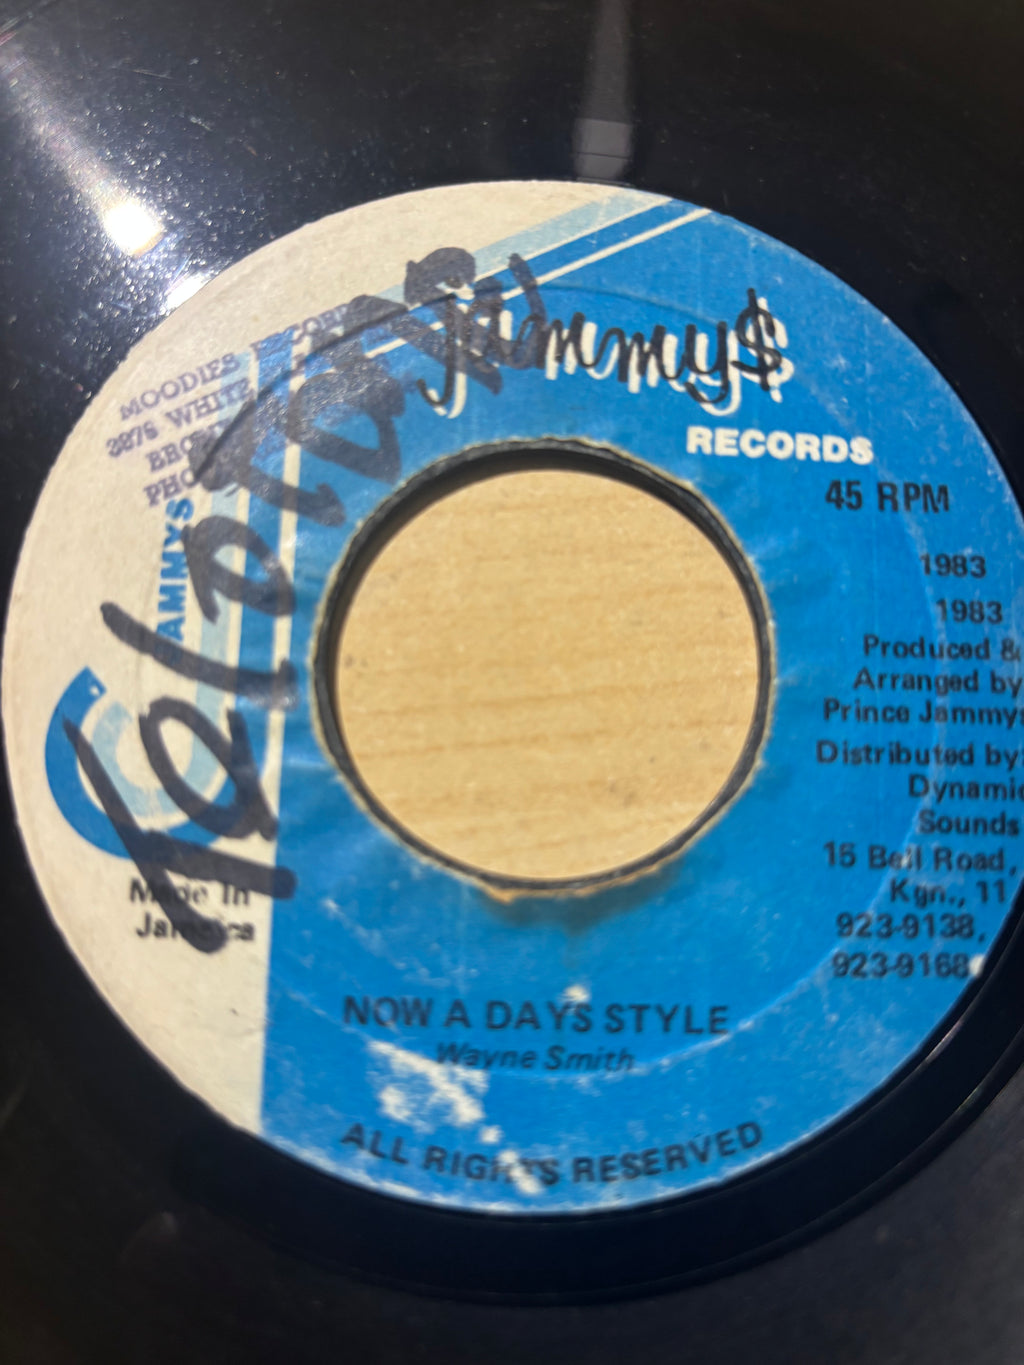 Jammy$
RECORDS
45 RPM
MOODIES RECORDS
3976 WHITE
JAMMYS
1983
1983
Produced &
Arranged by
Prince Jammys
Distributed by:
Dynamic
Sounds
15 Bell Road,
Kgn., 11
923-9138,
923-9168
Made In
Jamaica
NOW A DAYS STYLE
Wayne Smith
ALL RIGHTS RESERVED